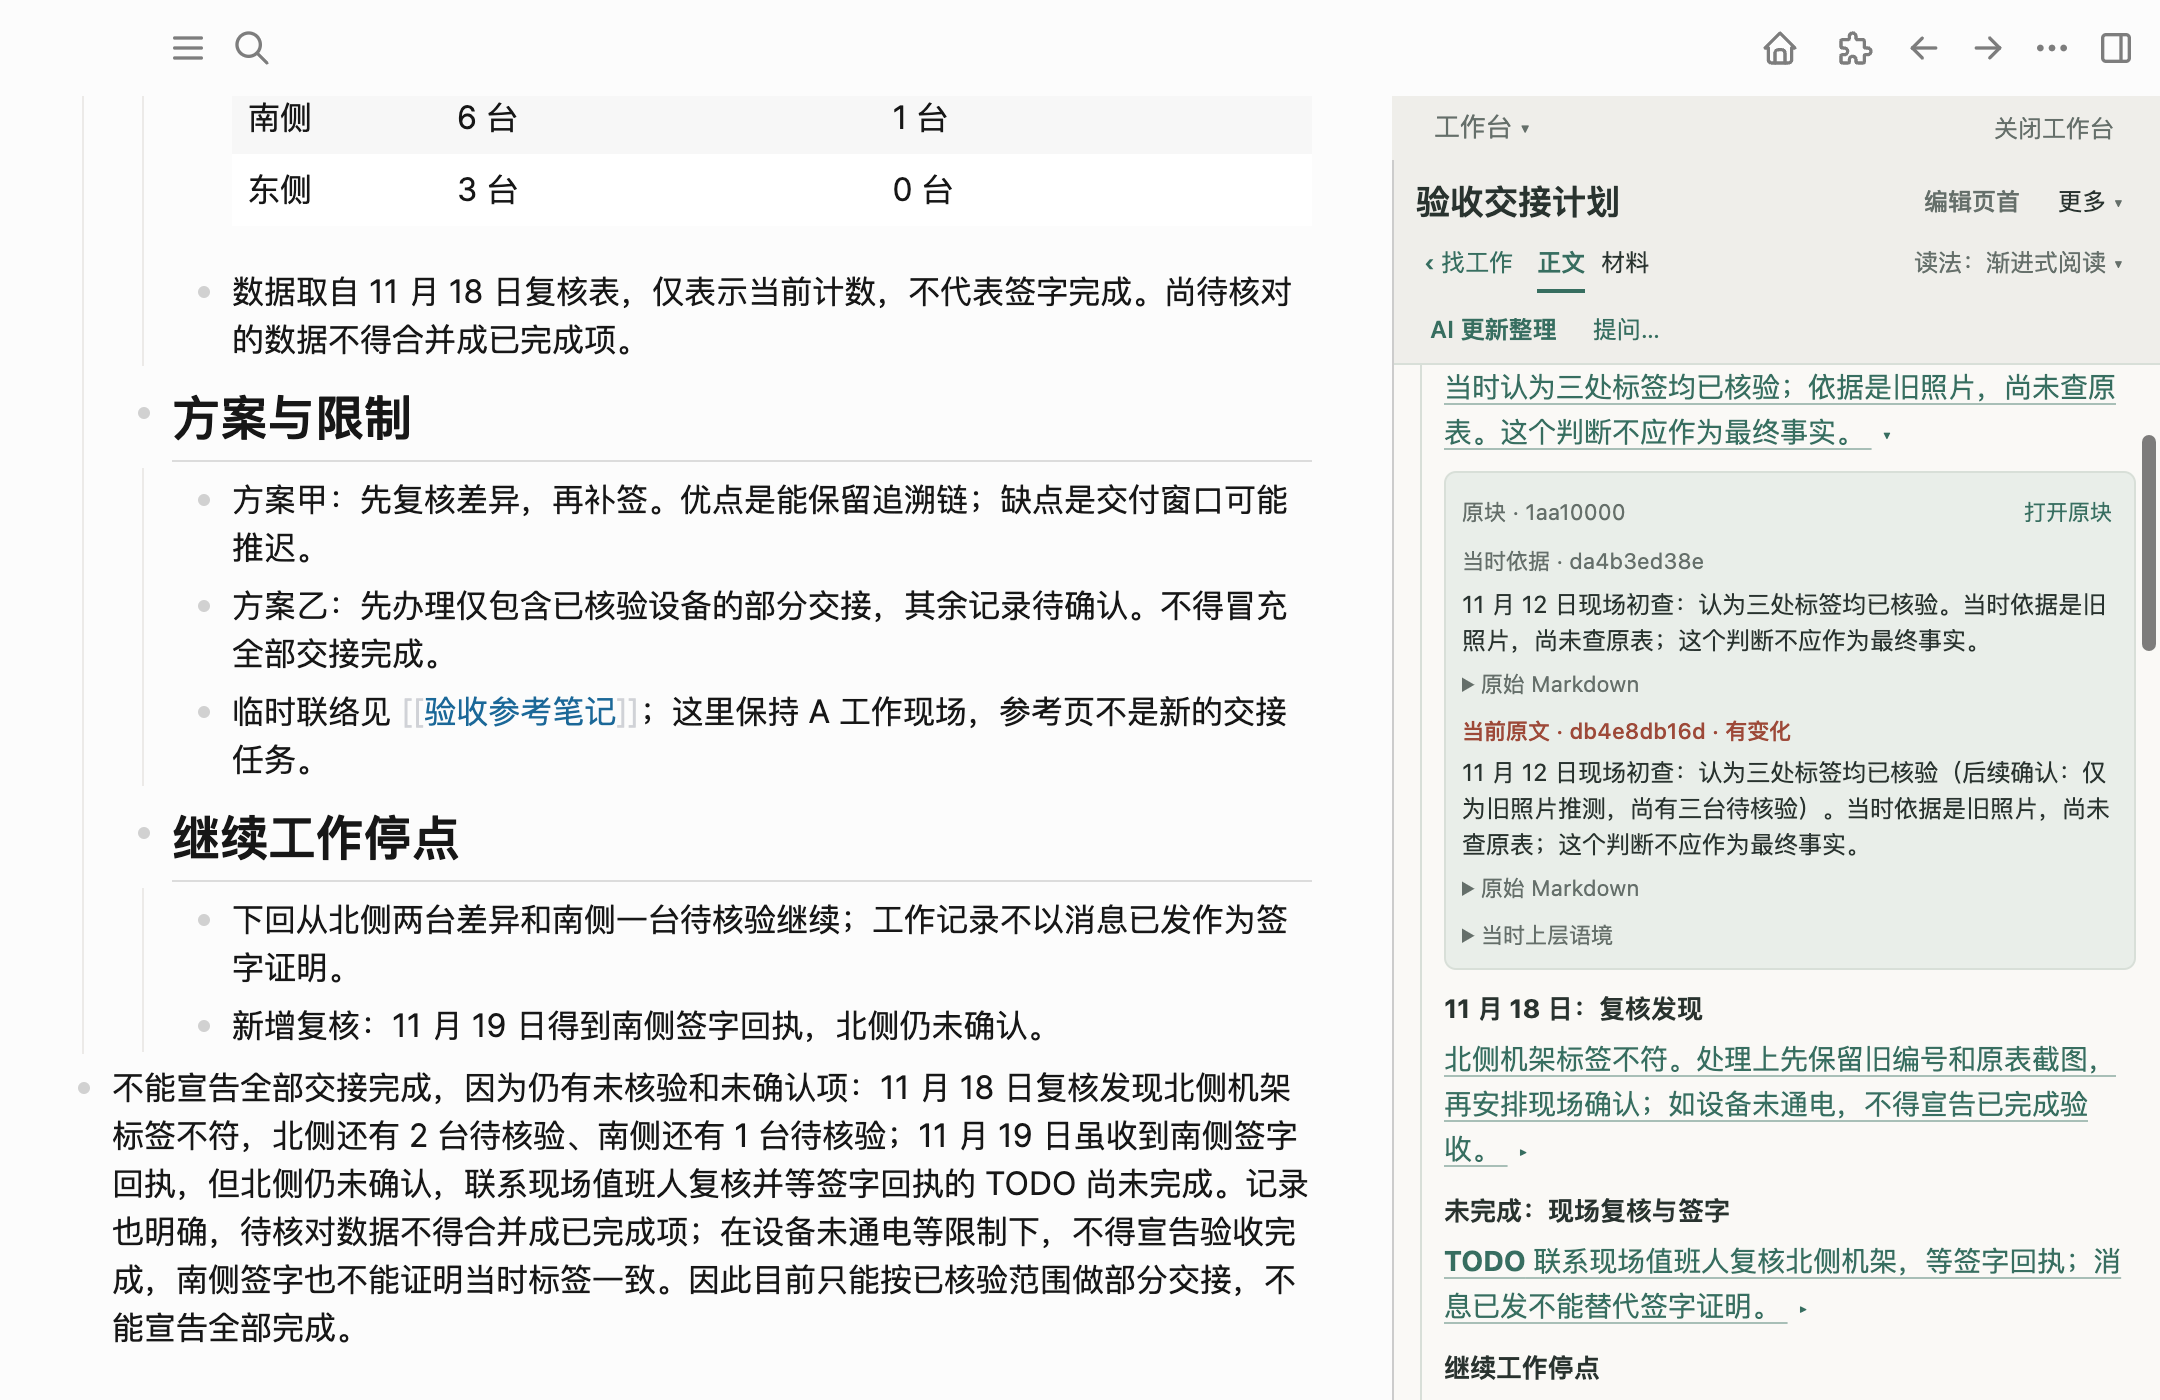 南侧 6 台 1 台
东侧 3 台 0 台
数据取自 11 月 18 日复核表，仅表示当前计数，不代表签字完成。尚待核对
的数据不得合并成已完成项。
方案与限制
方案甲：先复核差异，再补签。优点是能保留追溯链；缺点是交付窗口可能
推迟。
方案乙：先办理仅包含已核验设备的部分交接，其余记录待确认。不得冒充
全部交接完成。
临时联络见 [[验收参考笔记]]；这里保持 A 工作现场，参考页不是新的交接
任务。
继续工作停点
下回从北侧两台差异和南侧一台待核验继续；工作记录不以消息已发作为签
字证明。
新增复核：11 月 19 日得到南侧签字回执，北侧仍未确认。
不能宣告全部交接完成，因为仍有未核验和未确认项：11 月 18 日复核发现北侧机架
标签不符，北侧还有 2 台待核验、南侧还有 1 台待核验；11 月 19 日虽收到南侧签字
回执，但北侧仍未确认，联系现场值班人复核并等签字回执的 TODO 尚未完成。记录
也明确，待核对数据不得合并成已完成项；在设备未通电等限制下，不得宣告验收完
成，南侧签字也不能证明当时标签一致。因此目前只能按已核验范围做部分交接，不
能宣告全部完成。
工作台 ▾ 关闭工作台
验收交接计划 编辑页首 更多 ▾
‹ 找工作 正文 材料 读法：渐进式阅读 ▾
AI 更新整理 提问...
当时认为三处标签均已核验；依据是旧照片，尚未查原
表。这个判断不应作为最终事实。 ▾
原块 · 1aa10000 打开原块
当时依据 · da4b3ed38e
11 月 12 日现场初查：认为三处标签均已核验。当时依据是旧
照片，尚未查原表；这个判断不应作为最终事实。
▶ 原始 Markdown
当前原文 · db4e8db16d · 有变化
11 月 12 日现场初查：认为三处标签均已核验（后续确认：仅
为旧照片推测，尚有三台待核验）。当时依据是旧照片，尚未
查原表；这个判断不应作为最终事实。
▶ 原始 Markdown
▶ 当时上层语境
11 月 18 日：复核发现
北侧机架标签不符。处理上先保留旧编号和原表截图，
再安排现场确认；如设备未通电，不得宣告已完成验
收。 ▸
未完成：现场复核与签字
TODO 联系现场值班人复核北侧机架，等签字回执；消
息已发不能替代签字证明。 ▸
继续工作停点